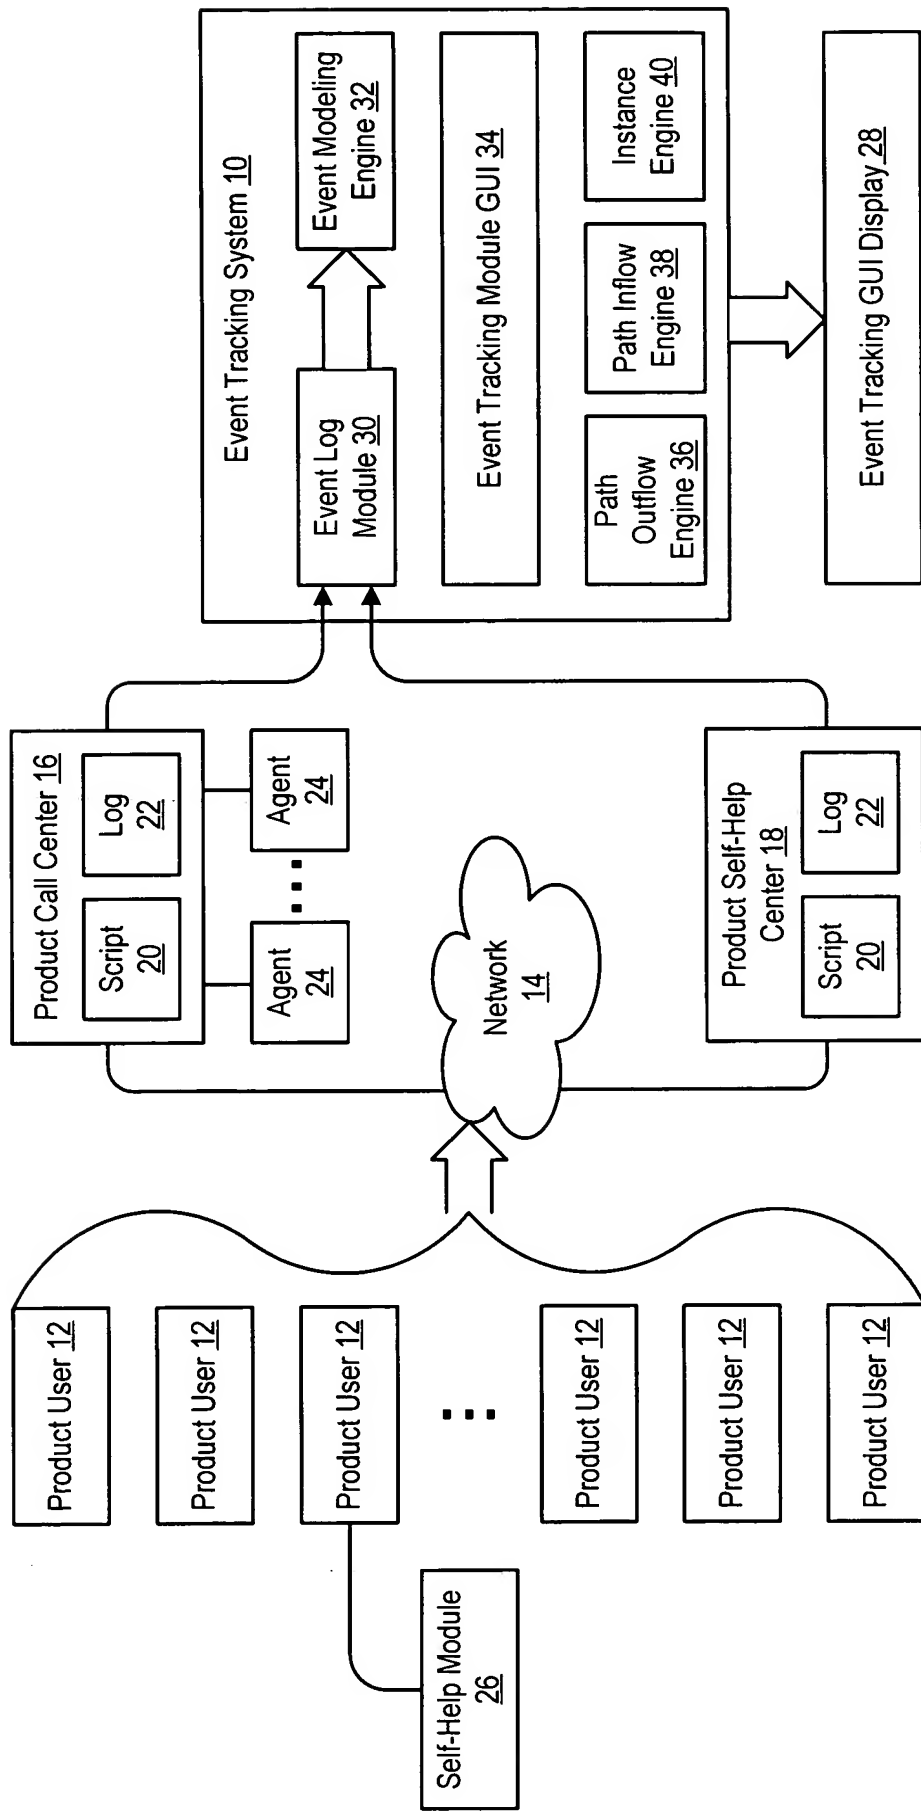 Product User 12
Product User 12
Product User 12
Product User 12
Product User 12
Product User 12
Self-Help Module
26
Network
14
Product Call Center 16
Script
20
Log
22
Agent
24
Agent
24
Product Self-Help
Center 18
Script
20
Log
22
Event Tracking System 10
Event Log
Module 30
Event Modeling
Engine 32
Event Tracking Module GUI 34
Path
Outflow
Engine 36
Path Inflow
Engine 38
Instance
Engine 40
Event Tracking GUI Display 28